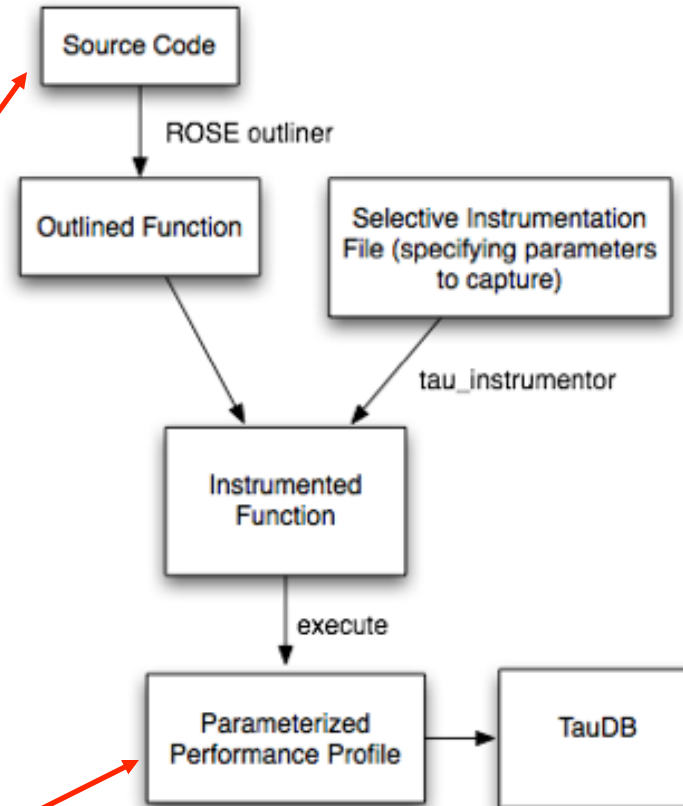 Source Code
ROSE outliner
Outlined Function
Selective Instrumentation
File (specifying parameters
to capture)
tau_instrumentor
Instrumented
Function
execute
Parameterized
Performance Profile
TauDB